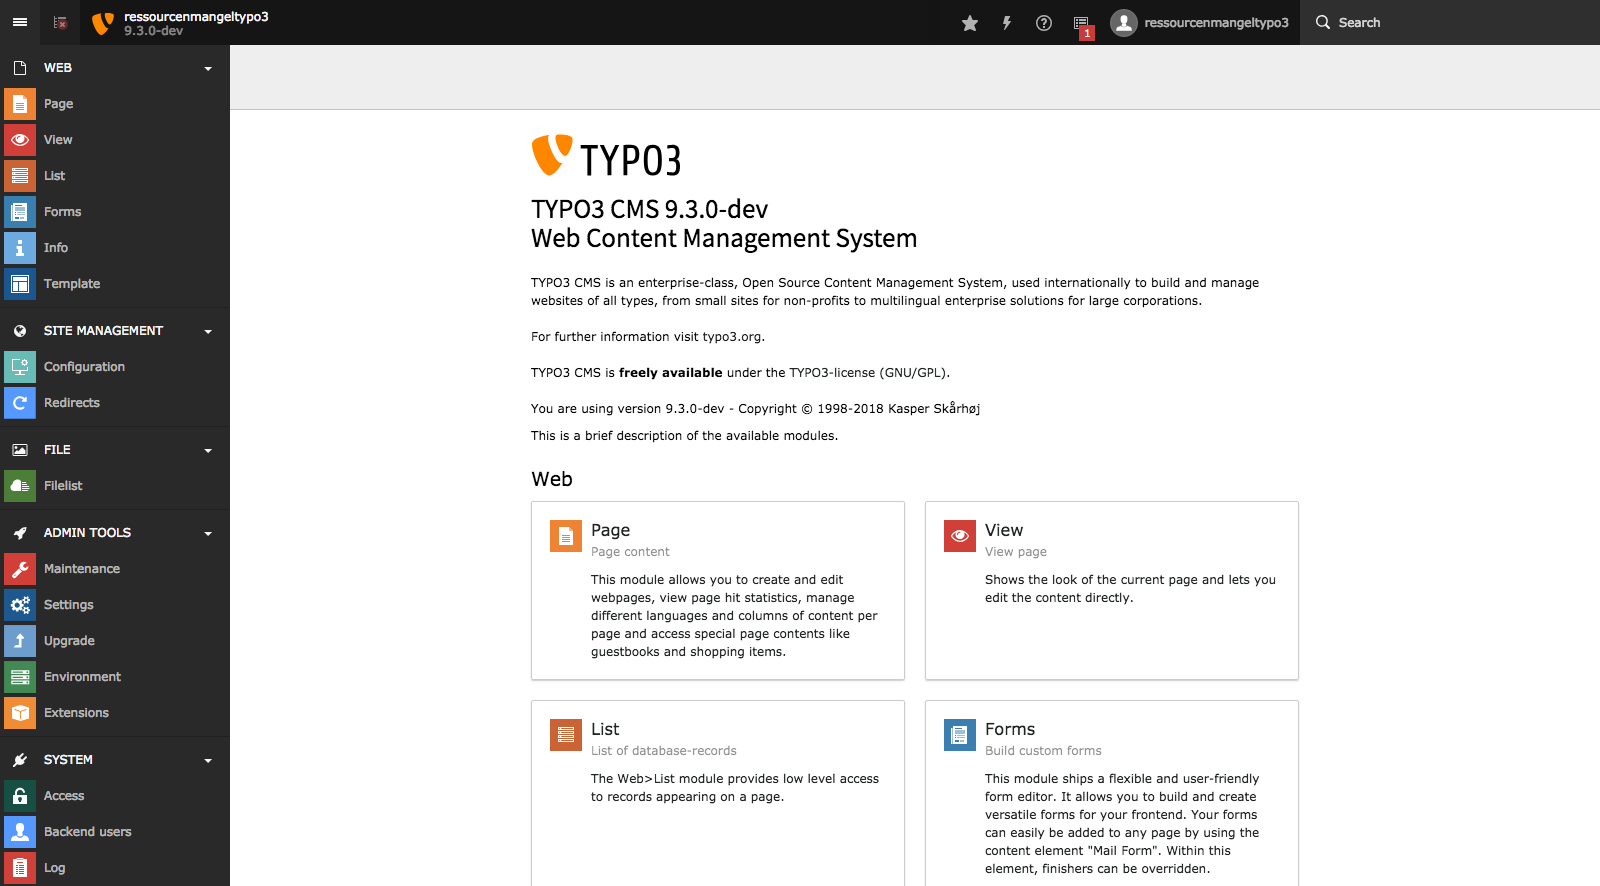 ressourcenmangeltypo3
9.3.0-dev
1
ressourcenmangeltypo3
Search
WEB
Page
View
List
Forms
Info
Template
SITE MANAGEMENT
Configuration
Redirects
FILE
Filelist
ADMIN TOOLS
Maintenance
Settings
Upgrade
Environment
Extensions
SYSTEM
Access
Backend users
Log
TYPO3
TYPO3 CMS 9.3.0-dev
Web Content Management System
TYPO3 CMS is an enterprise-class, Open Source Content Management System, used internationally to build and manage
websites of all types, from small sites for non-profits to multilingual enterprise solutions for large corporations.
For further information visit typo3.org.
TYPO3 CMS is freely available under the TYPO3-license (GNU/GPL).
You are using version 9.3.0-dev - Copyright © 1998-2018 Kasper Skårhøj
This is a brief description of the available modules.
Web
Page
Page content
This module allows you to create and edit
webpages, view page hit statistics, manage
different languages and columns of content per
page and access special page contents like
guestbooks and shopping items.
View
View page
Shows the look of the current page and lets you
edit the content directly.
List
List of database-records
The Web>List module provides low level access
to records appearing on a page.
Forms
Build custom forms
This module ships a flexible and user-friendly
form editor. It allows you to build and create
versatile forms for your frontend. Your forms
can easily be added to any page by using the
content element "Mail Form". Within this
element, finishers can be overridden.